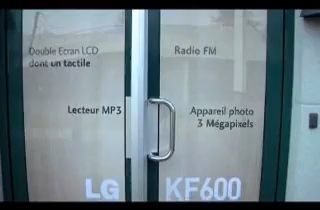 Double Ecran LCD
dont un tactile
Radio FM
Lecteur MP3
Appareil photo
3 Mégapixels
LG KF600